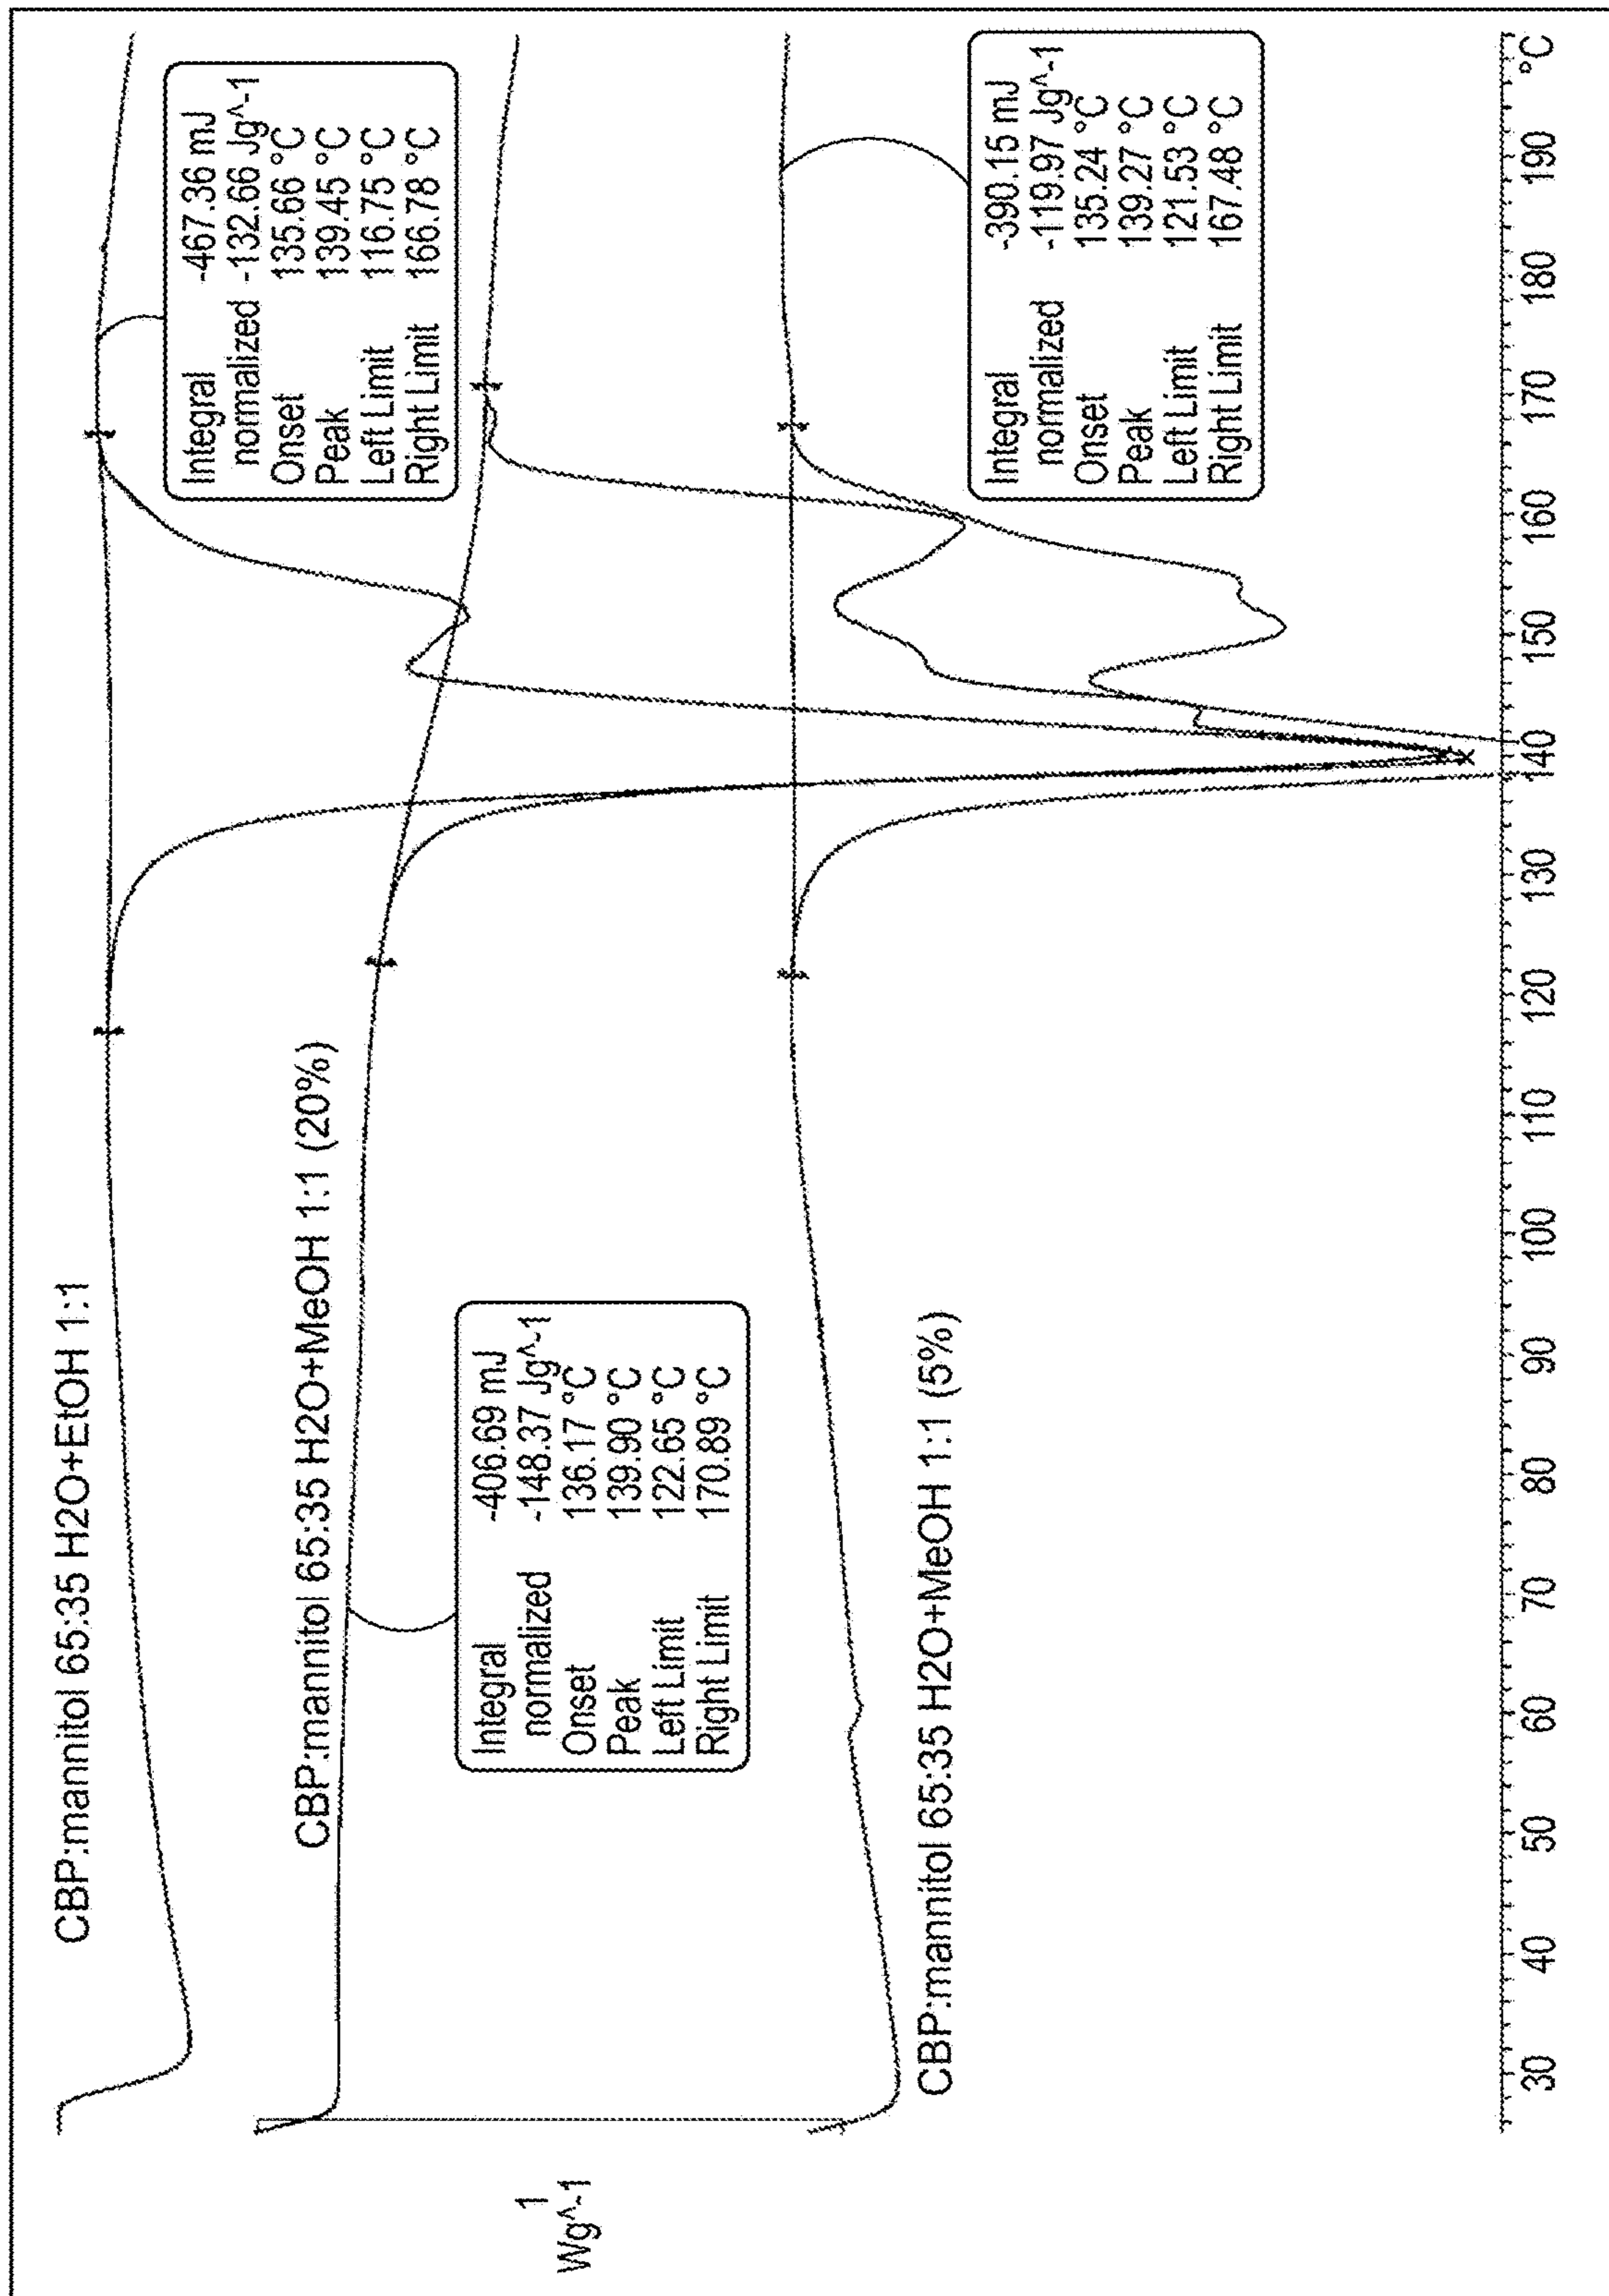 CBP:mannitol 65:35 H2O+EtOH 1:1
Integral -467.36 mJ
normalized -132.66 Jg^-1
Onset 135.66 °C
Peak 139.45 °C
Left Limit 116.75 °C
Right Limit 166.78 °C
CBP:mannitol 65:35 H2O+MeOH 1:1 (20%)
Integral -406.69 mJ
normalized -148.37 Jg^-1
Onset 136.17 °C
Peak 139.90 °C
Left Limit 122.65 °C
Right Limit 170.89 °C
CBP:mannitol 65:35 H2O+MeOH 1:1 (5%)
Integral -390.15 mJ
normalized -119.97 Jg^-1
Onset 135.24 °C
Peak 139.27 °C
Left Limit 121.53 °C
Right Limit 167.48 °C
1
Wg^-1
30 40 50 60 70 80 90 100 110 120 130 140 150 160 170 180 190 °C